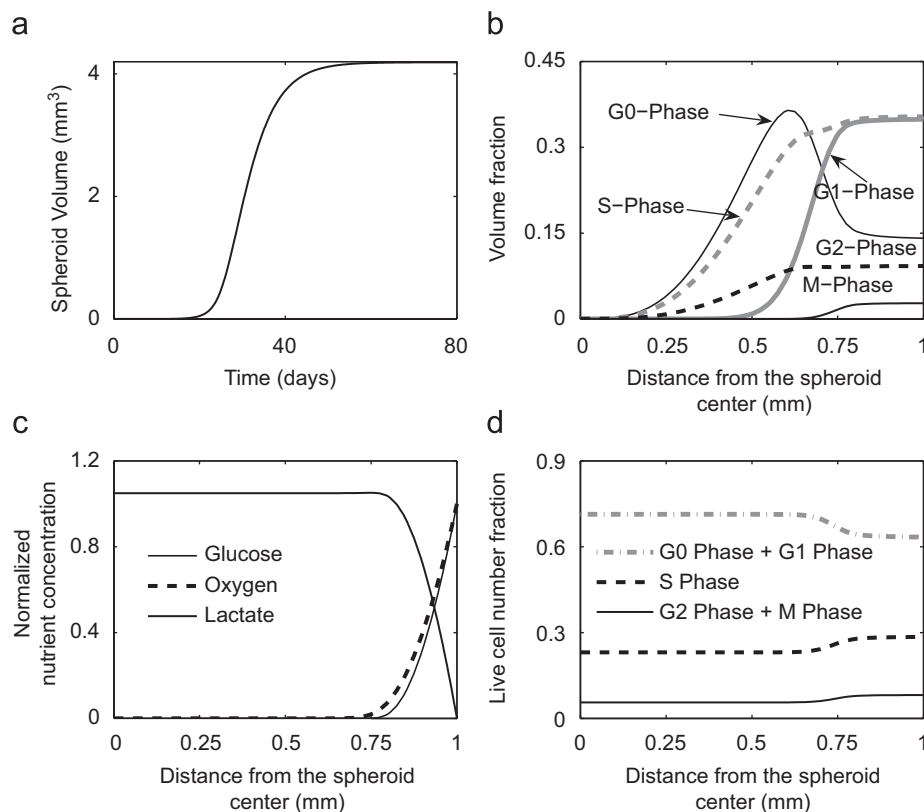 a
Spheroid Volume (mm3)
4
2
0
0
40
80
Time (days)
b
Volume fraction
0.45
0.3
0.15
0
G0−Phase
S−Phase
G1−Phase
G2−Phase
M−Phase
0
0.25
0.5
0.75
1
Distance from the spheroid
center (mm)
c
Normalized
nutrient concentration
1.2
0.8
0.4
0
Glucose
Oxygen
Lactate
0
0.25
0.5
0.75
1
Distance from the spheroid
center (mm)
d
Live cell number fraction
0.9
0.6
0.3
0
G0 Phase + G1 Phase
S Phase
G2 Phase + M Phase
0
0.25
0.5
0.75
1
Distance from the spheroid
center (mm)